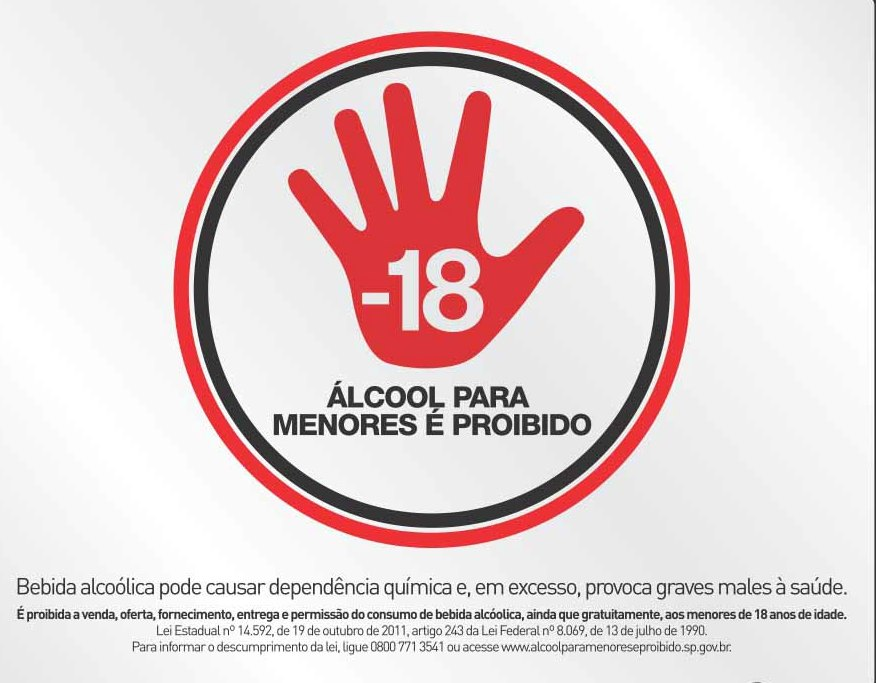 -18
ÁLCOOL PARA
MENORES É PROIBIDO
Bebida alcoólica pode causar dependência química e, em excesso, provoca graves males à saúde.
É proibida a venda, oferta, fornecimento, entrega e permissão do consumo de bebida alcóolica, ainda que gratuitamente, aos menores de 18 anos de idade.
Lei Estadual nº 14.592, de 19 de outubro de 2011, artigo 243 da Lei Federal nº 8.069, de 13 de julho de 1990.
Para informar o descumprimento da lei, ligue 0800 771 3541 ou acesse www.alcoolparamenoreseproibido.sp.gov.br.